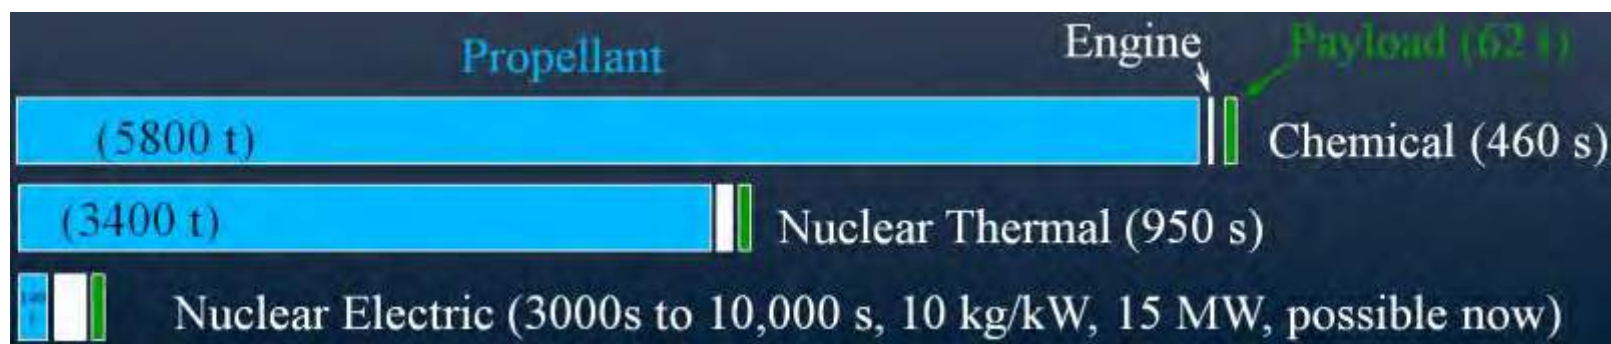 Propellant
Engine
Payload (62 t)
(5800 t)
Chemical (460 s)
(3400 t)
Nuclear Thermal (950 s)
Nuclear Electric (3000s to 10,000 s, 10 kg/kW, 15 MW, possible now)